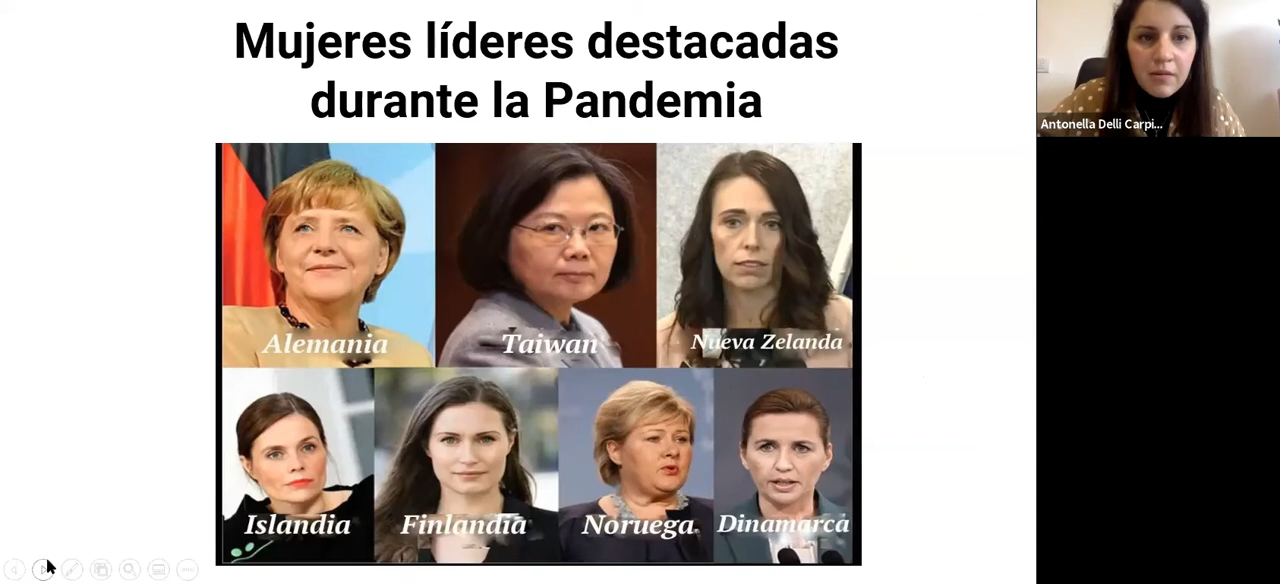 Mujeres líderes destacadas
durante la Pandemia
Antonella Delli Carpi...
Alemania
Taiwan
Nueva Zelanda
Islandia
Finlandia
Noruega
Dinamarca